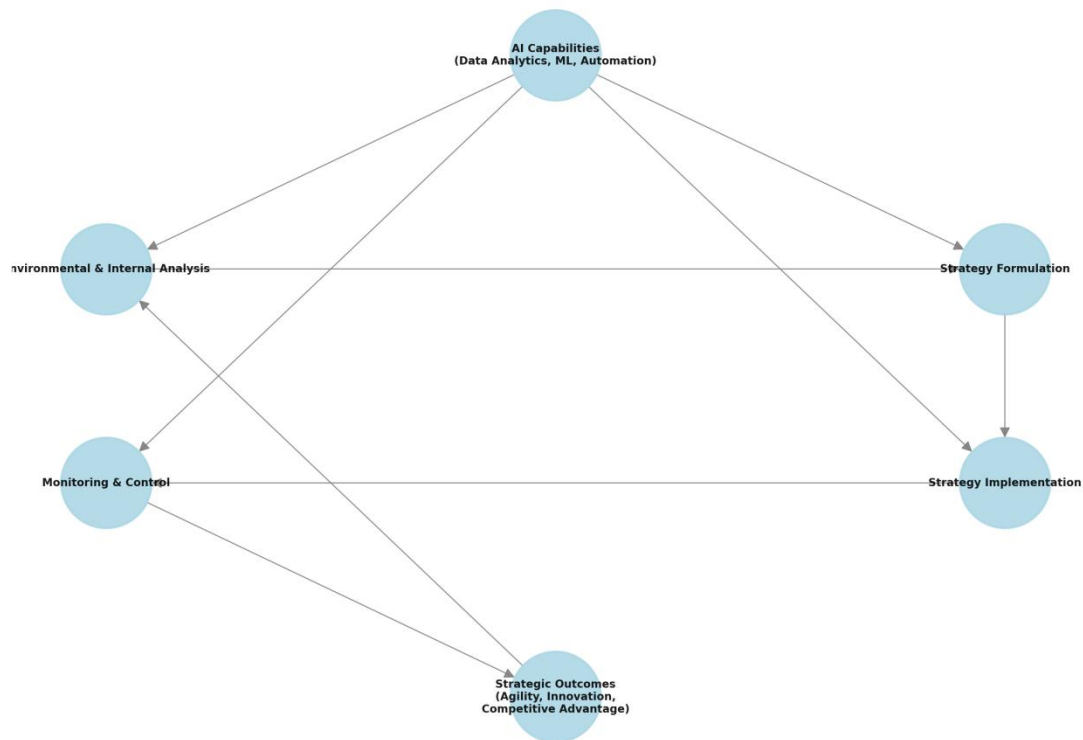 AI Capabilities
(Data Analytics, ML, Automation)
nvironmental & Internal Analysis
Strategy Formulation
Monitoring & Control
Strategy Implementation
Strategic Outcomes
(Agility, Innovation,
Competitive Advantage)